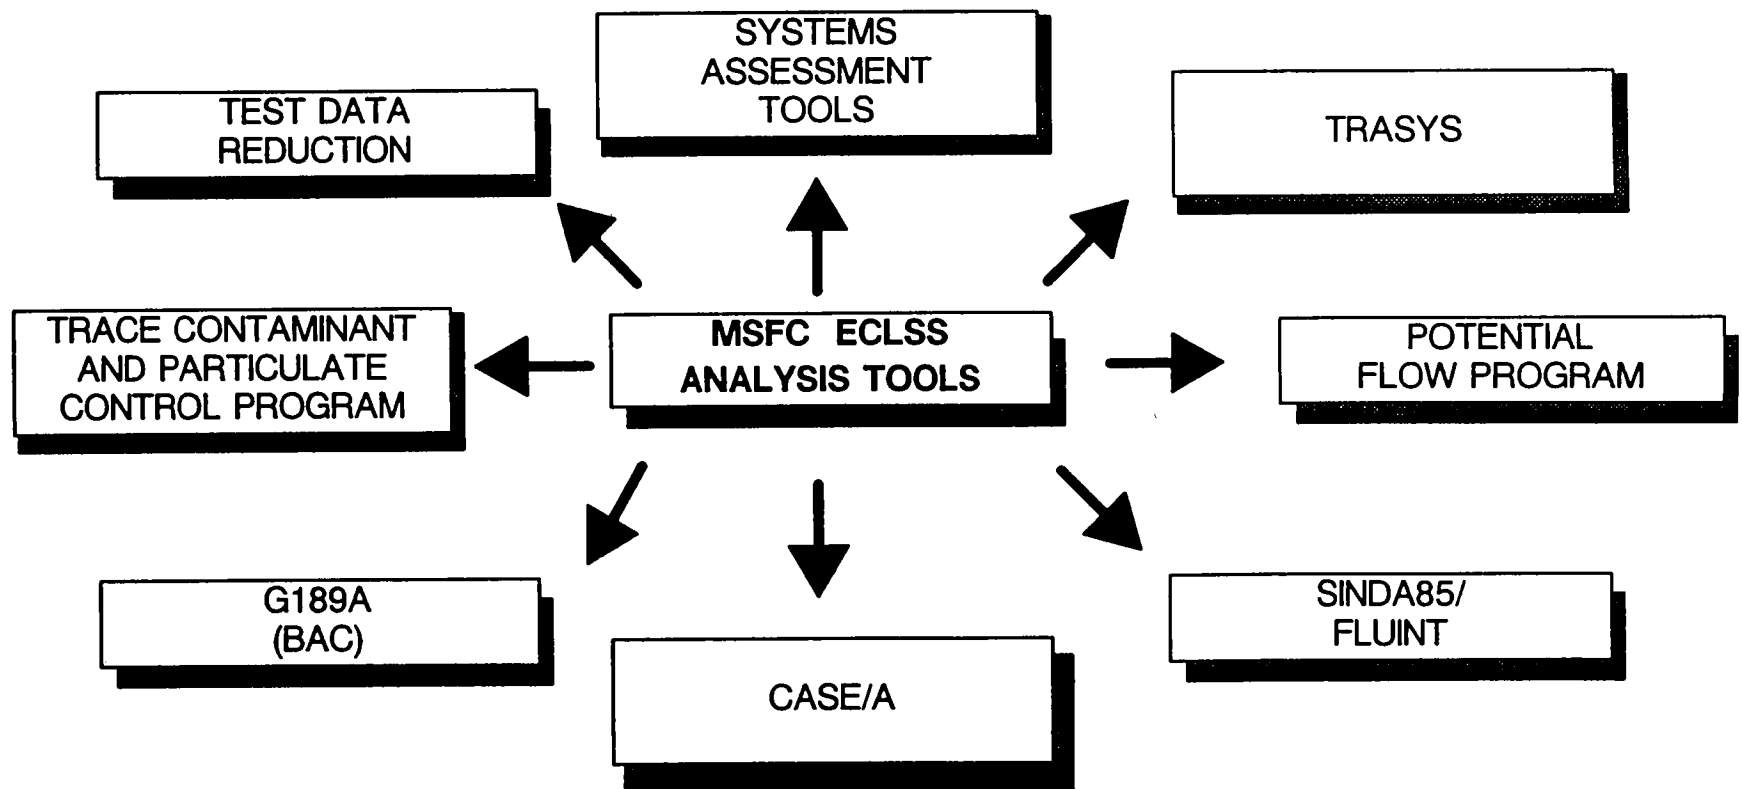 SYSTEMS
ASSESSMENT
TOOLS
TEST DATA
REDUCTION
TRASYS
TRACE CONTAMINANT
AND PARTICULATE
CONTROL PROGRAM
MSFC ECLSS
ANALYSIS TOOLS
POTENTIAL
FLOW PROGRAM
G189A
(BAC)
CASE/A
SINDA85/
FLUINT